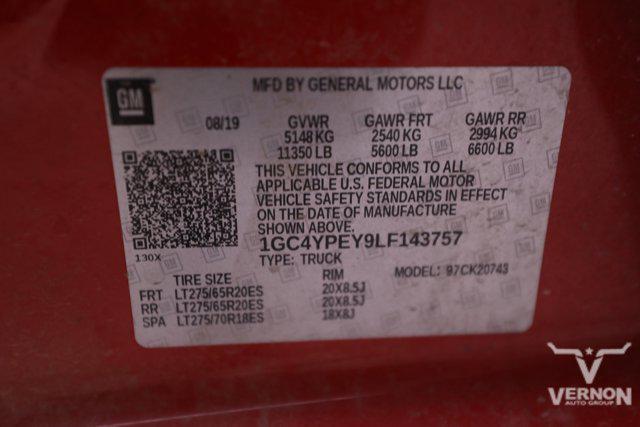 GM
MFD BY GENERAL MOTORS LLC
08/19 GVWR GAWR FRT GAWR RR
5148 KG 2540 KG 2994 KG
11350 LB 5600 LB 6600 LB
THIS VEHICLE CONFORMS TO ALL
APPLICABLE U.S. FEDERAL MOTOR
VEHICLE SAFETY STANDARDS IN EFFECT
ON THE DATE OF MANUFACTURE
SHOWN ABOVE.
1GC4YPEY9LF143757
130X TYPE: TRUCK MODEL: 97CK20743
TIRE SIZE RIM
FRT LT275/65R20ES 20X8.5J
RR LT275/65R20ES 20X8.5J
SPA LT275/70R18ES 18X8J
VERNON
AUTO GROUP